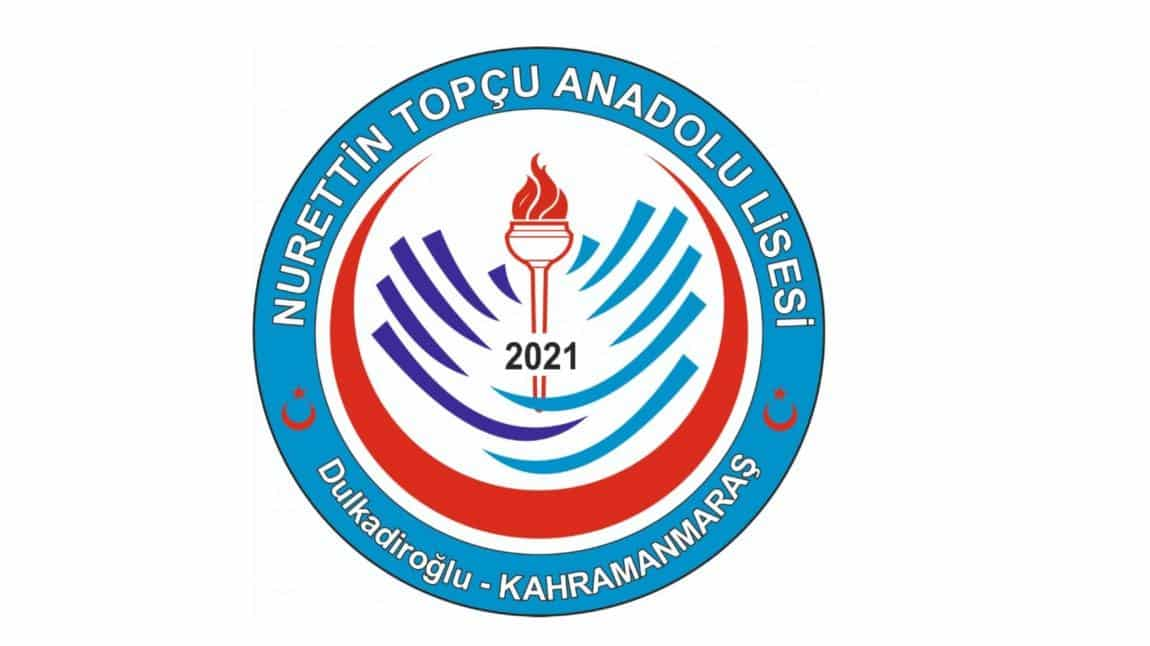 NURETTİN TOPÇU ANADOLU LİSESİ
2021
Dulkadiroğlu - KAHRAMANMARAŞ